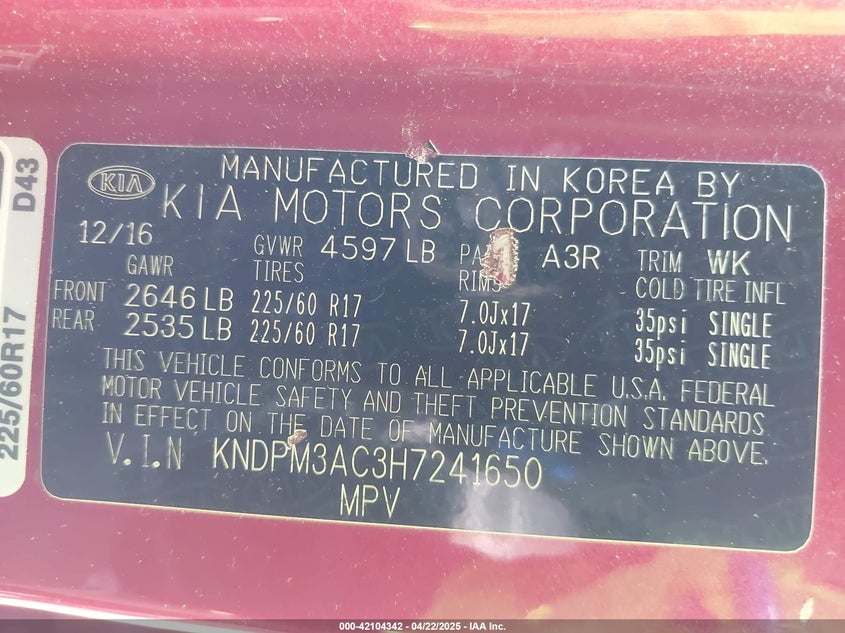 225/60R17 D43
KIA
MANUFACTURED IN KOREA BY
KIA MOTORS CORPORATION
12/16 GVWR 4597 LB A3R TRIM WK
GAWR TIRES RIMS COLD TIRE INFL
FRONT 2646 LB 225/60 R17 7.0Jx17 35psi SINGLE
REAR 2535 LB 225/60 R17 7.0Jx17 35psi SINGLE
THIS VEHICLE CONFORMS TO ALL APPLICABLE U.S.A. FEDERAL
MOTOR VEHICLE SAFETY AND THEFT PREVENTION STANDARDS
IN EFFECT ON THE DATE OF MANUFACTURE SHOWN ABOVE.
V.I.N KNDPM3AC3H7241650
MPV
000-42104342 - 04/22/2025 - IAA Inc.